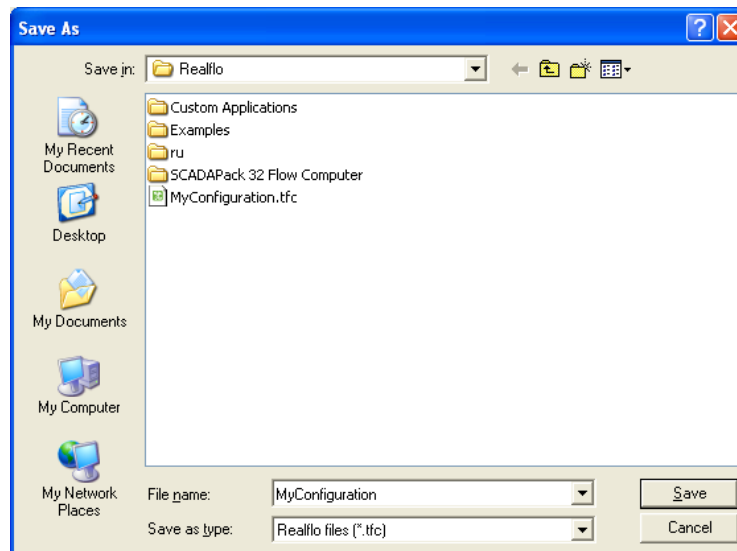 Save As
Save in:
Realflo
My Recent
Documents
Desktop
My Documents
My Computer
My Network
Places
Custom Applications
Examples
ru
SCADAPack 32 Flow Computer
MyConfiguration.tfc
File name:
MyConfiguration
Save
Save as type:
Realflo files (*.tfc)
Cancel